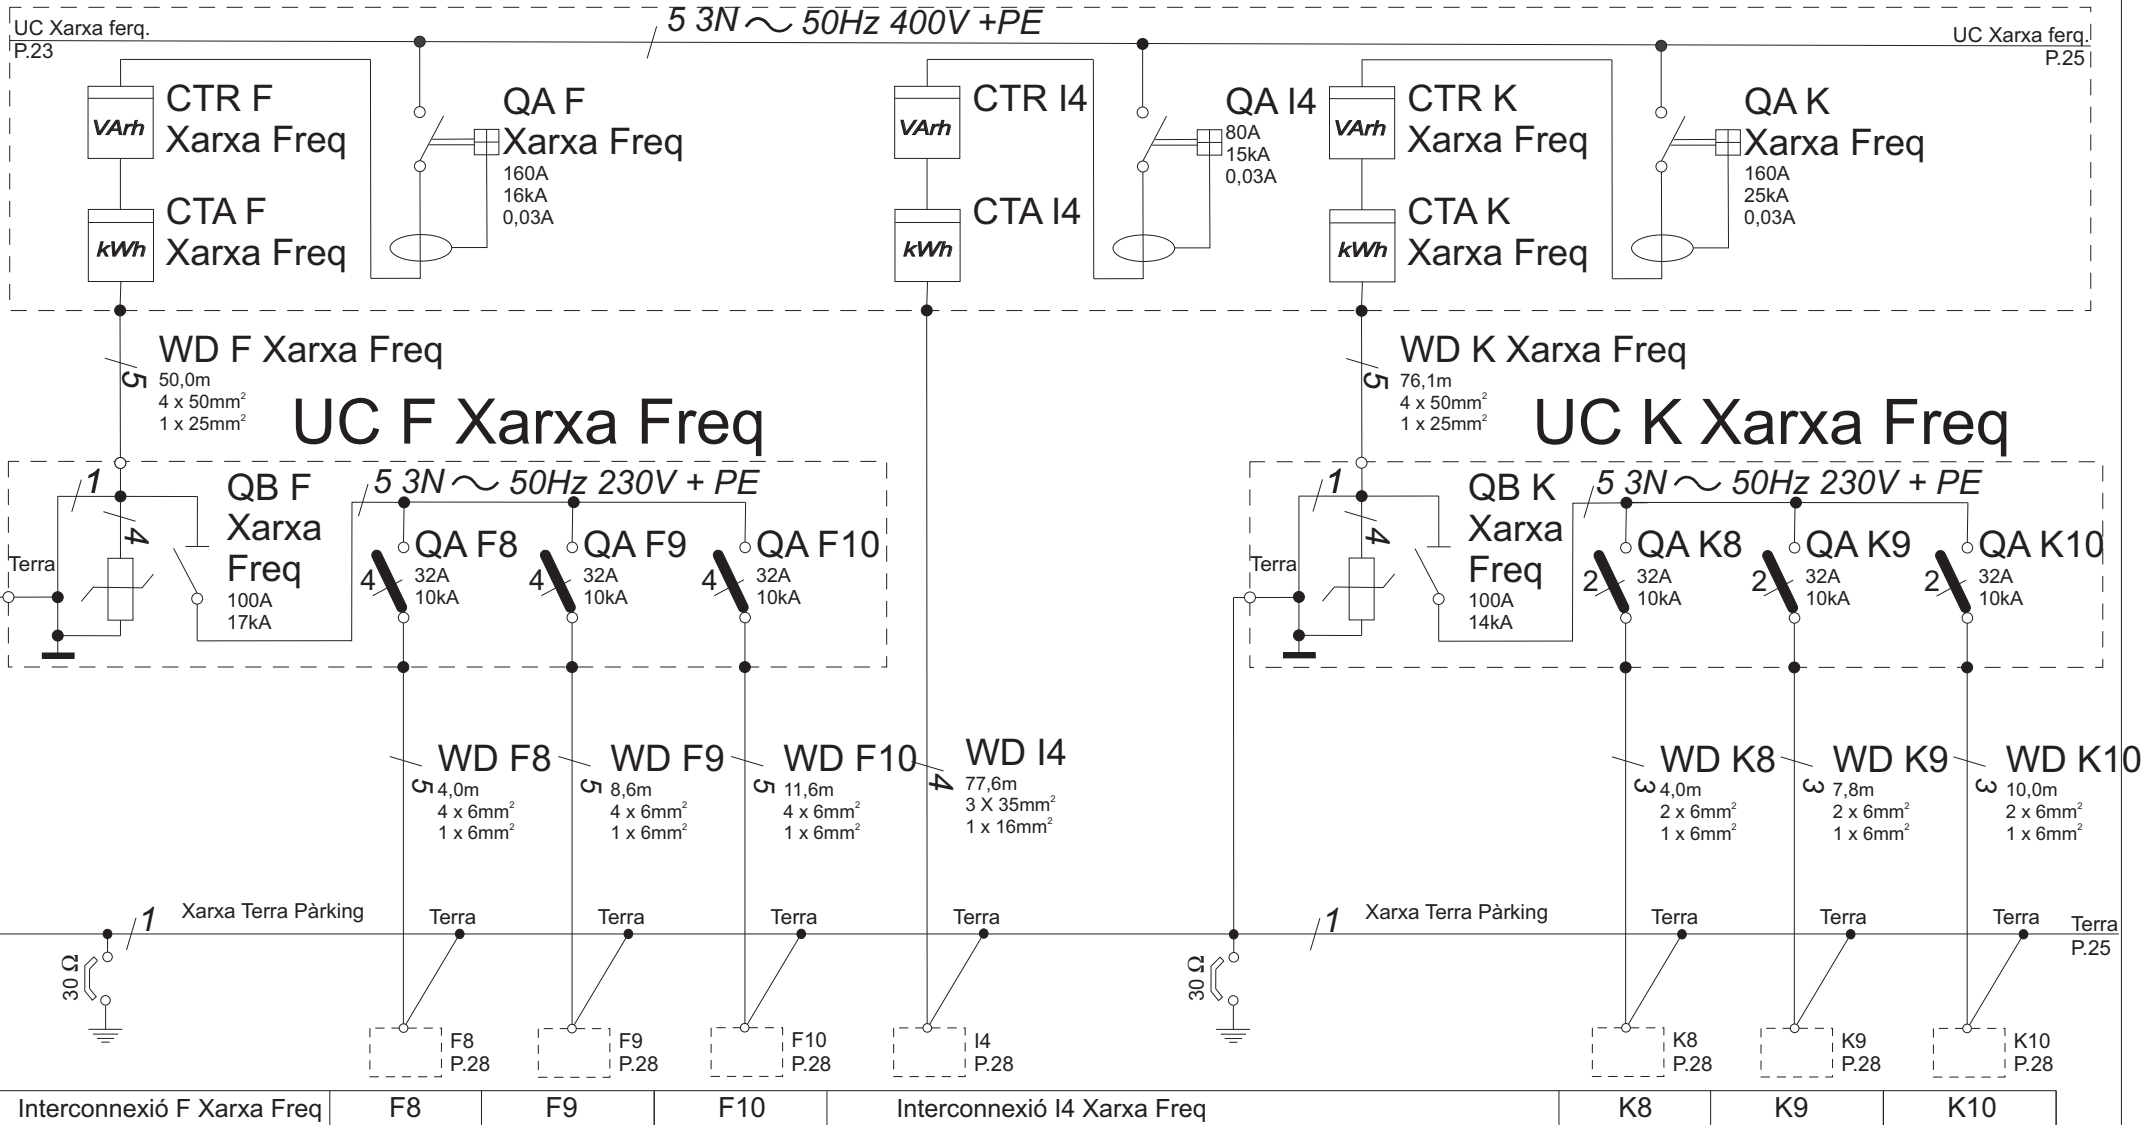 UC Xarxa ferq.
P.23
5 3N ～ 50Hz 400V +PE
UC Xarxa ferq.
P.25
CTR F
Xarxa Freq
VArh
CTA F
Xarxa Freq
kWh
QA F
Xarxa Freq
160A
16kA
0,03A
CTR I4
VArh
CTA I4
kWh
QA I4
80A
15kA
0,03A
CTR K
Xarxa Freq
VArh
CTA K
Xarxa Freq
kWh
QA K
Xarxa Freq
160A
25kA
0,03A
WD F Xarxa Freq
5
50,0m
4 x 50mm²
1 x 25mm²
WD K Xarxa Freq
5
76,1m
4 x 50mm²
1 x 25mm²
UC F Xarxa Freq
UC K Xarxa Freq
1
4
Terra
QB F
Xarxa
Freq
100A
17kA
5 3N ～ 50Hz 230V + PE
4
QA F8
32A
10kA
4
QA F9
32A
10kA
4
QA F10
32A
10kA
1
4
Terra
QB K
Xarxa
Freq
100A
14kA
5 3N ～ 50Hz 230V + PE
2
QA K8
32A
10kA
2
QA K9
32A
10kA
2
QA K10
32A
10kA
WD F8
5
4,0m
4 x 6mm²
1 x 6mm²
WD F9
5
8,6m
4 x 6mm²
1 x 6mm²
WD F10
5
11,6m
4 x 6mm²
1 x 6mm²
WD I4
4
77,6m
3 X 35mm²
1 x 16mm²
WD K8
3
4,0m
2 x 6mm²
1 x 6mm²
WD K9
3
7,8m
2 x 6mm²
1 x 6mm²
WD K10
3
10,0m
2 x 6mm²
1 x 6mm²
1
Xarxa Terra Pàrking
Terra
Terra
Terra
Terra
1
Xarxa Terra Pàrking
Terra
Terra
Terra
Terra
P.25
30 Ω
30 Ω
F8
P.28
F9
P.28
F10
P.28
I4
P.28
K8
P.28
K9
P.28
K10
P.28
Interconnexió F Xarxa Freq
F8
F9
F10
Interconnexió I4 Xarxa Freq
K8
K9
K10